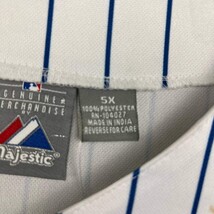 GENUINE
MERCHANDISE
Majestic
5X
100% POLYESTER
RN-104027
MADE IN INDIA
REVERSE FOR CARE